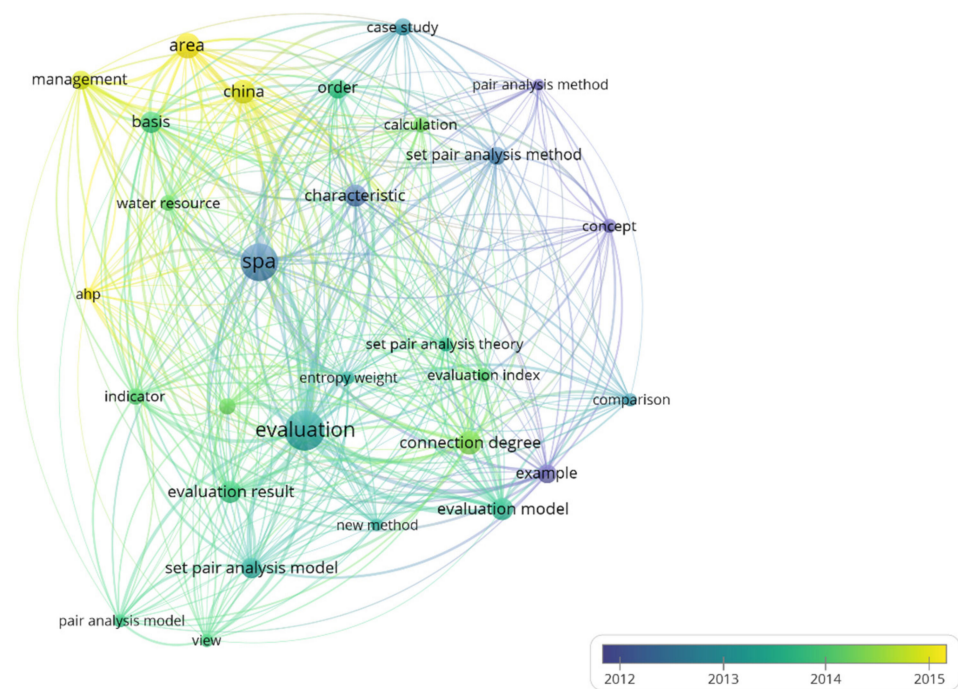 case study
area
management
china
order
pair analysis method
basis
calculation
set pair analysis method
characteristic
water resource
concept
spa
ahp
set pair analysis theory
entropy weight
evaluation index
indicator
comparison
evaluation
connection degree
example
evaluation result
evaluation model
new method
set pair analysis model
pair analysis model
view
2012 2013 2014 2015